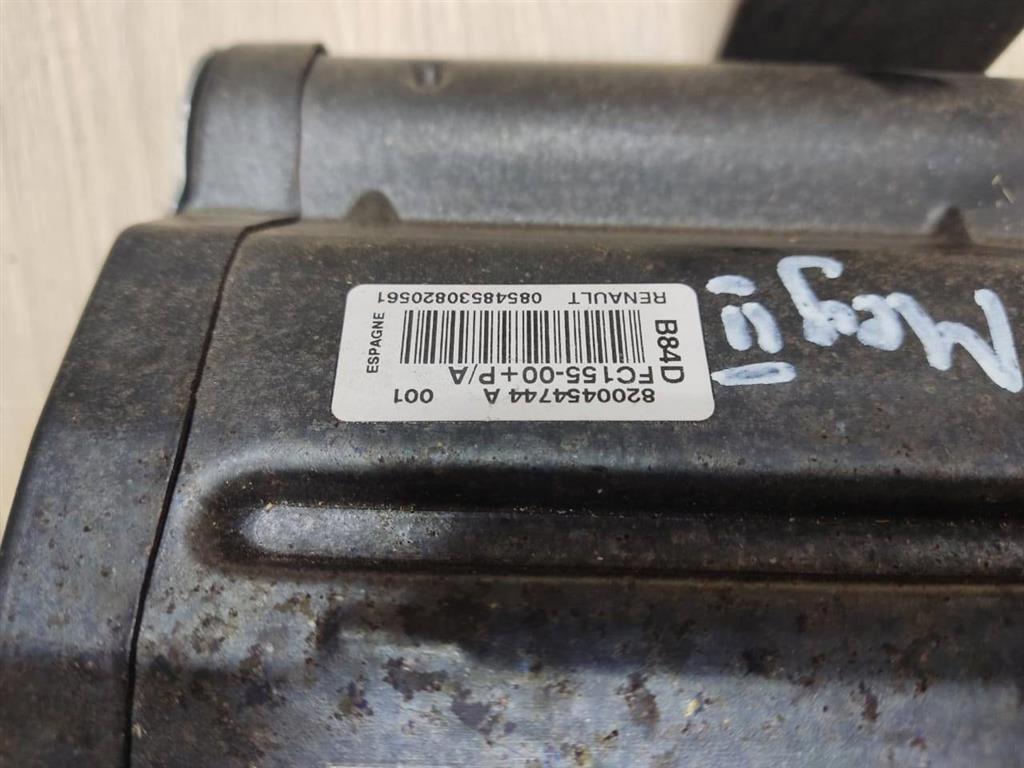 8200454744 A 001
FC155-00+P/A
B84D
ESPAGNE
RENAULT 08548530820561
Meg II